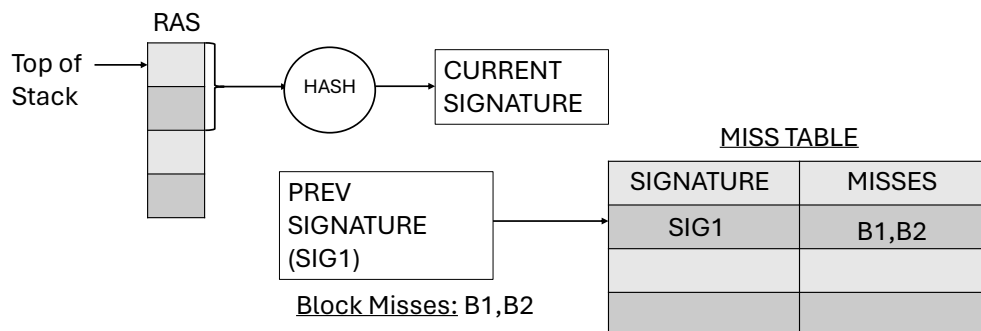 RAS
Top of
Stack
HASH
CURRENT
SIGNATURE
MISS TABLE
SIGNATURE MISSES
SIG1 B1,B2
PREV
SIGNATURE
(SIG1)
Block Misses: B1,B2